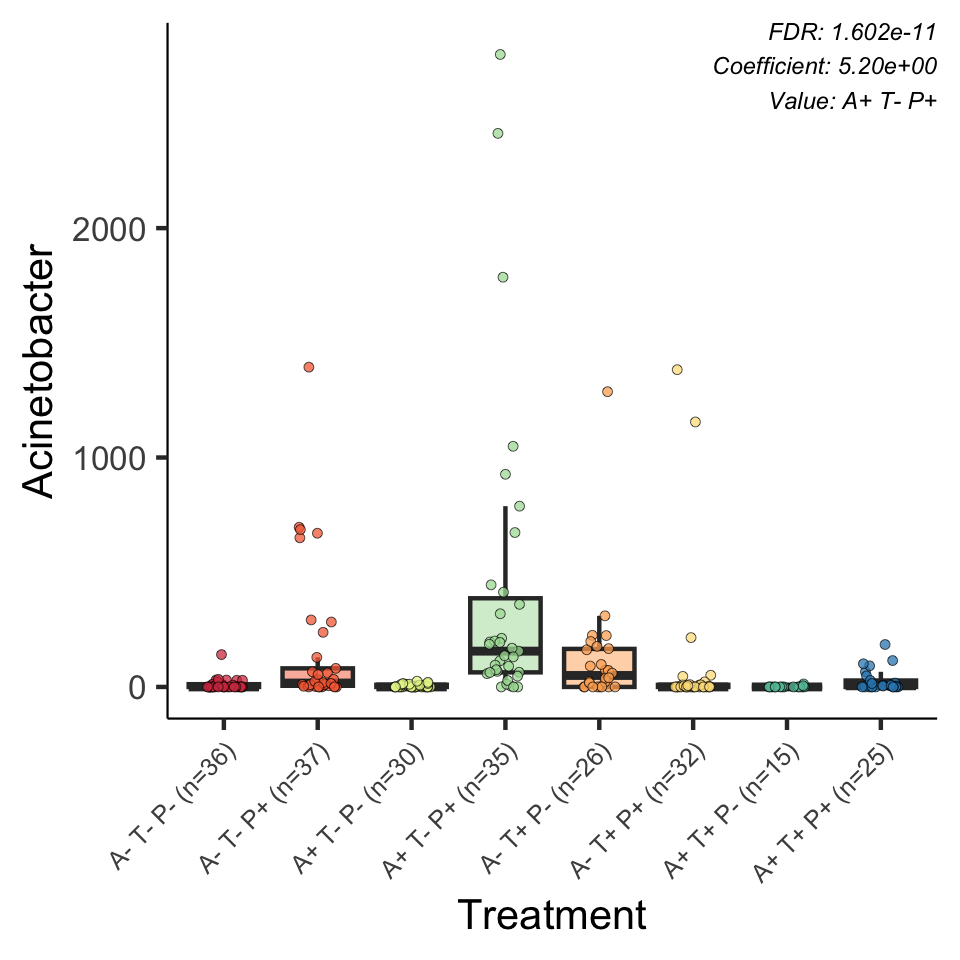 FDR: 1.602e-11
Coefficient: 5.20e+00
Value: A+ T- P+
Acinetobacter
2000
1000
0
A- T- P- (n=36)
A- T- P+ (n=37)
A+ T- P- (n=30)
A+ T- P+ (n=35)
A- T+ P- (n=26)
A- T+ P+ (n=32)
A+ T+ P- (n=15)
A+ T+ P+ (n=25)
Treatment